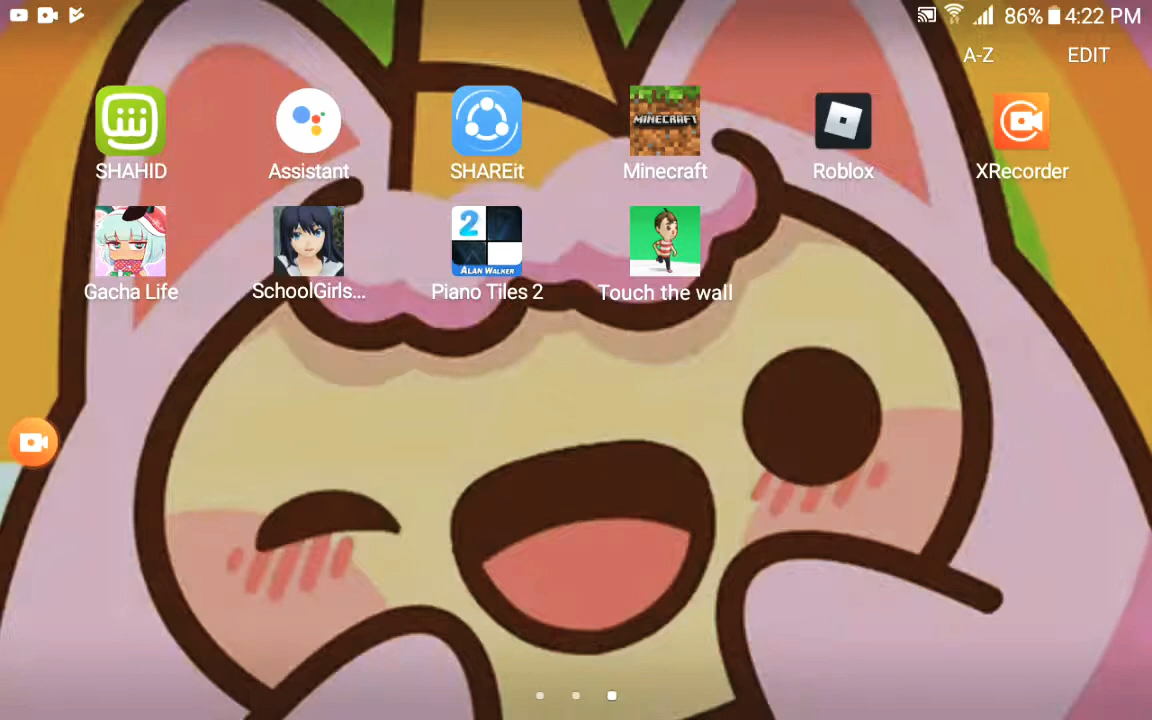 86% 4:22 PM
A-Z EDIT
MINECRAFT
SHAHID Assistant SHAREit Minecraft Roblox XRecorder
2
ALAN WALKER
Gacha Life SchoolGirls... Piano Tiles 2 Touch the wall